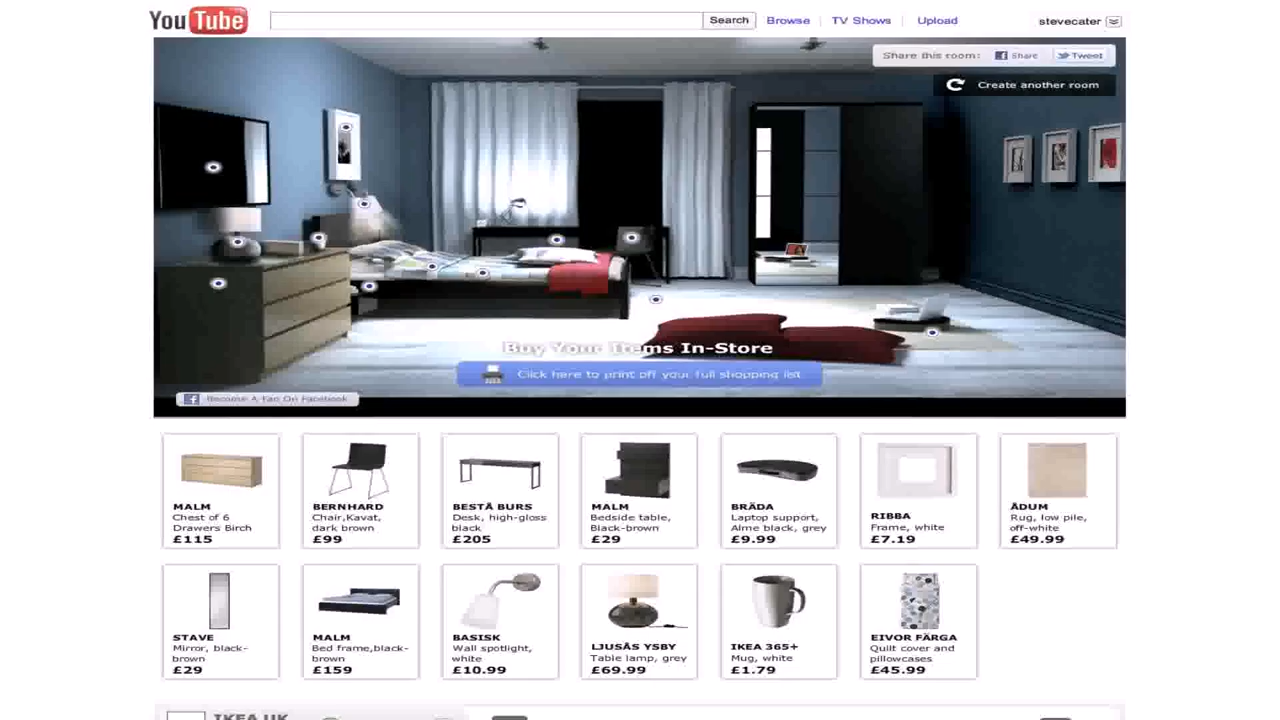 YouTube
Search
Browse
TV Shows
Upload
stevecater
Share this room:
Share
Tweet
Create another room
Buy Your Items In-Store
Click here to print off your full shopping list
Become A Fan On Facebook
MALM
Chest of 6
Drawers Birch
£115
BERNHARD
Chair,Kavat,
dark brown
£99
BESTÅ BURS
Desk, high-gloss
black
£205
MALM
Bedside table,
Black-brown
£29
BRÄDA
Laptop support,
Alme black, grey
£9.99
RIBBA
Frame, white
£7.19
ÅDUM
Rug, low pile,
off-white
£49.99
STAVE
Mirror, black-
brown
£29
MALM
Bed frame,black-
brown
£159
BASISK
Wall spotlight,
white
£10.99
LJUSÅS YSBY
Table lamp, grey
£69.99
IKEA 365+
Mug, white
£1.79
EIVOR FÄRGA
Quilt cover and
pillowcases
£45.99
IKEA UK